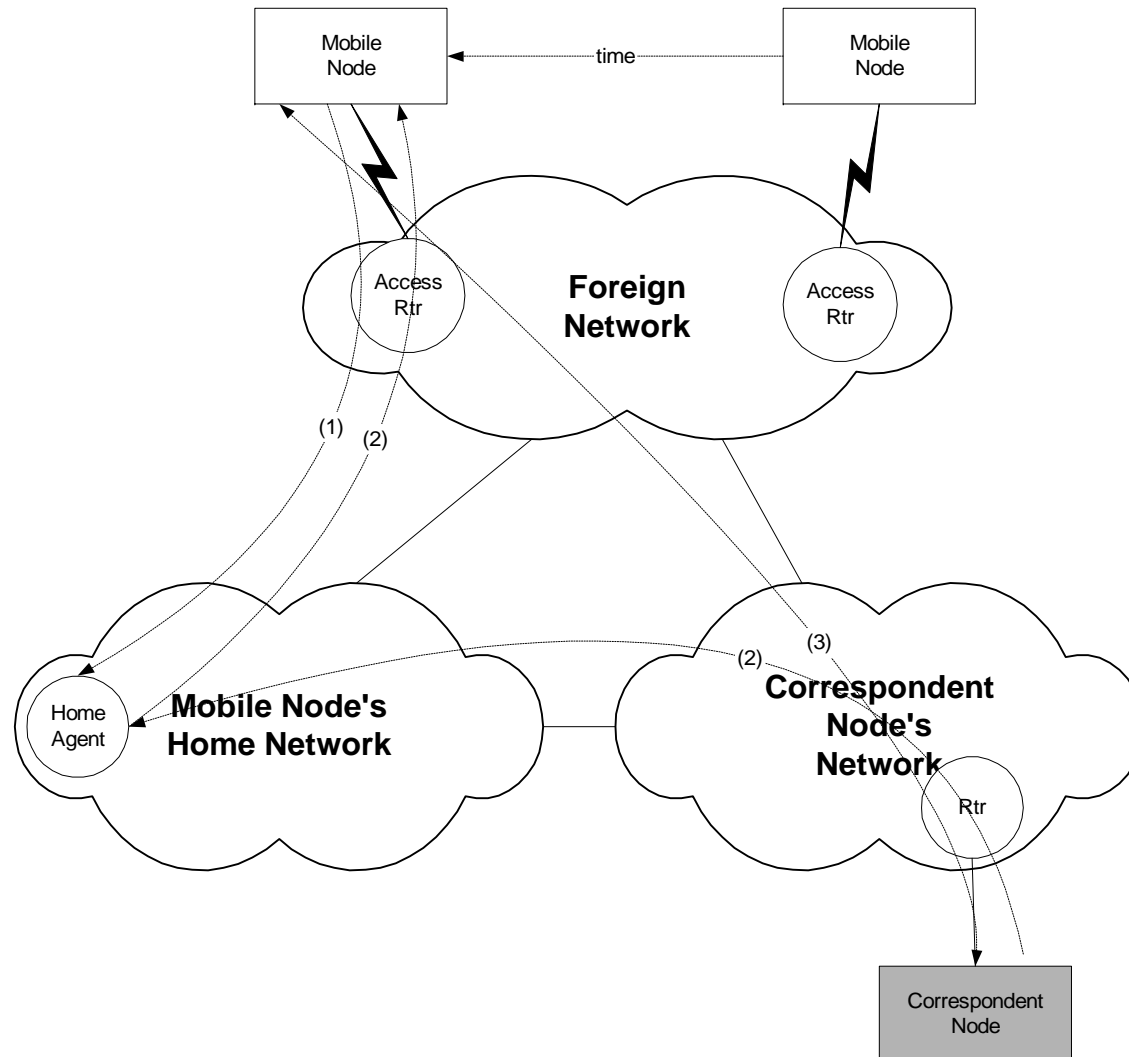 Mobile
Node
time
Mobile
Node
Access
Rtr
Foreign
Network
Access
Rtr
(1)
(2)
(2)
(3)
Home
Agent
Mobile Node's
Home Network
Correspondent
Node's
Network
Rtr
Correspondent
Node